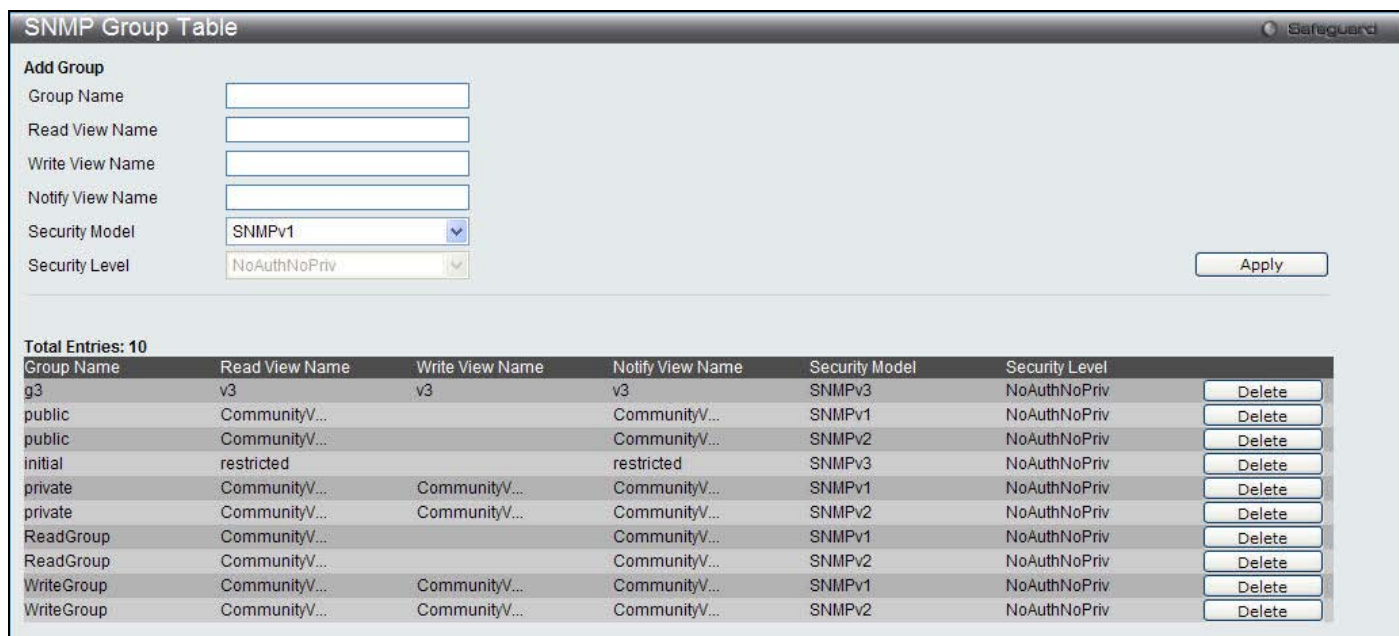 SNMP Group Table
Safeguard
Add Group
Group Name
Read View Name
Write View Name
Notify View Name
Security Model SNMPv1
Security Level NoAuthNoPriv Apply
Total Entries: 10
Group Name Read View Name Write View Name Notify View Name Security Model Security Level
g3 v3 v3 v3 SNMPv3 NoAuthNoPriv Delete
public CommunityV... CommunityV... SNMPv1 NoAuthNoPriv Delete
public CommunityV... CommunityV... SNMPv2 NoAuthNoPriv Delete
initial restricted restricted SNMPv3 NoAuthNoPriv Delete
private CommunityV... CommunityV... CommunityV... SNMPv1 NoAuthNoPriv Delete
private CommunityV... CommunityV... CommunityV... SNMPv2 NoAuthNoPriv Delete
ReadGroup CommunityV... CommunityV... SNMPv1 NoAuthNoPriv Delete
ReadGroup CommunityV... CommunityV... SNMPv2 NoAuthNoPriv Delete
WriteGroup CommunityV... CommunityV... CommunityV... SNMPv1 NoAuthNoPriv Delete
WriteGroup CommunityV... CommunityV... CommunityV... SNMPv2 NoAuthNoPriv Delete